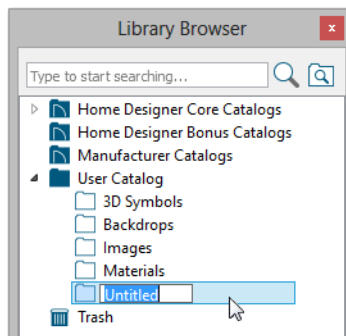 Library Browser
x
Type to start searching...
Home Designer Core Catalogs
Home Designer Bonus Catalogs
Manufacturer Catalogs
User Catalog
3D Symbols
Backdrops
Images
Materials
Untitled
Trash